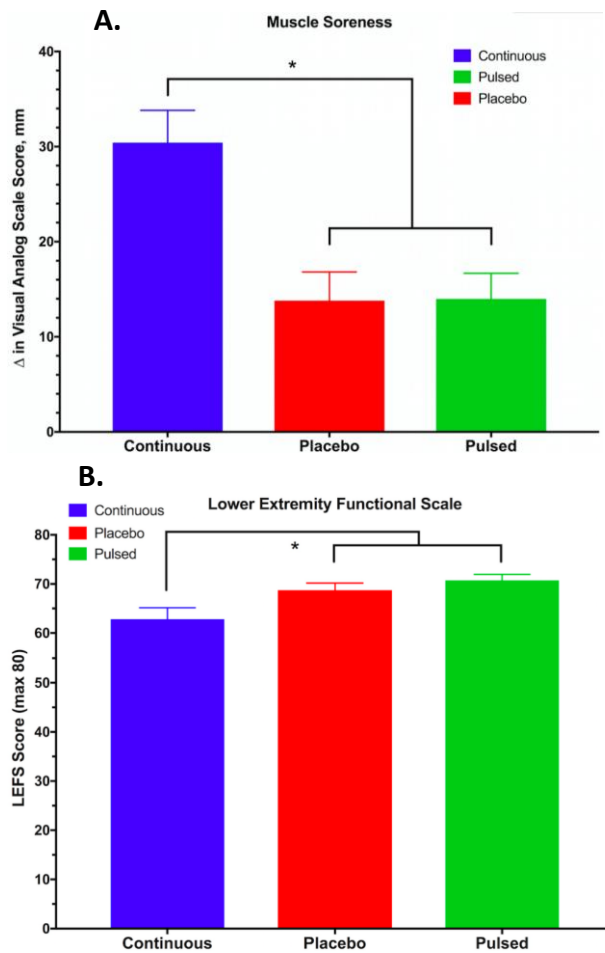 A.
Muscle Soreness
Continuous
Pulsed
Placebo
*
Δ in Visual Analog Scale Score, mm
40
30
20
10
0
Continuous Placebo Pulsed
B.
Lower Extremity Functional Scale
Continuous
Placebo
Pulsed
*
LEFS Score (max 80)
80
70
60
50
40
30
20
10
0
Continuous Placebo Pulsed